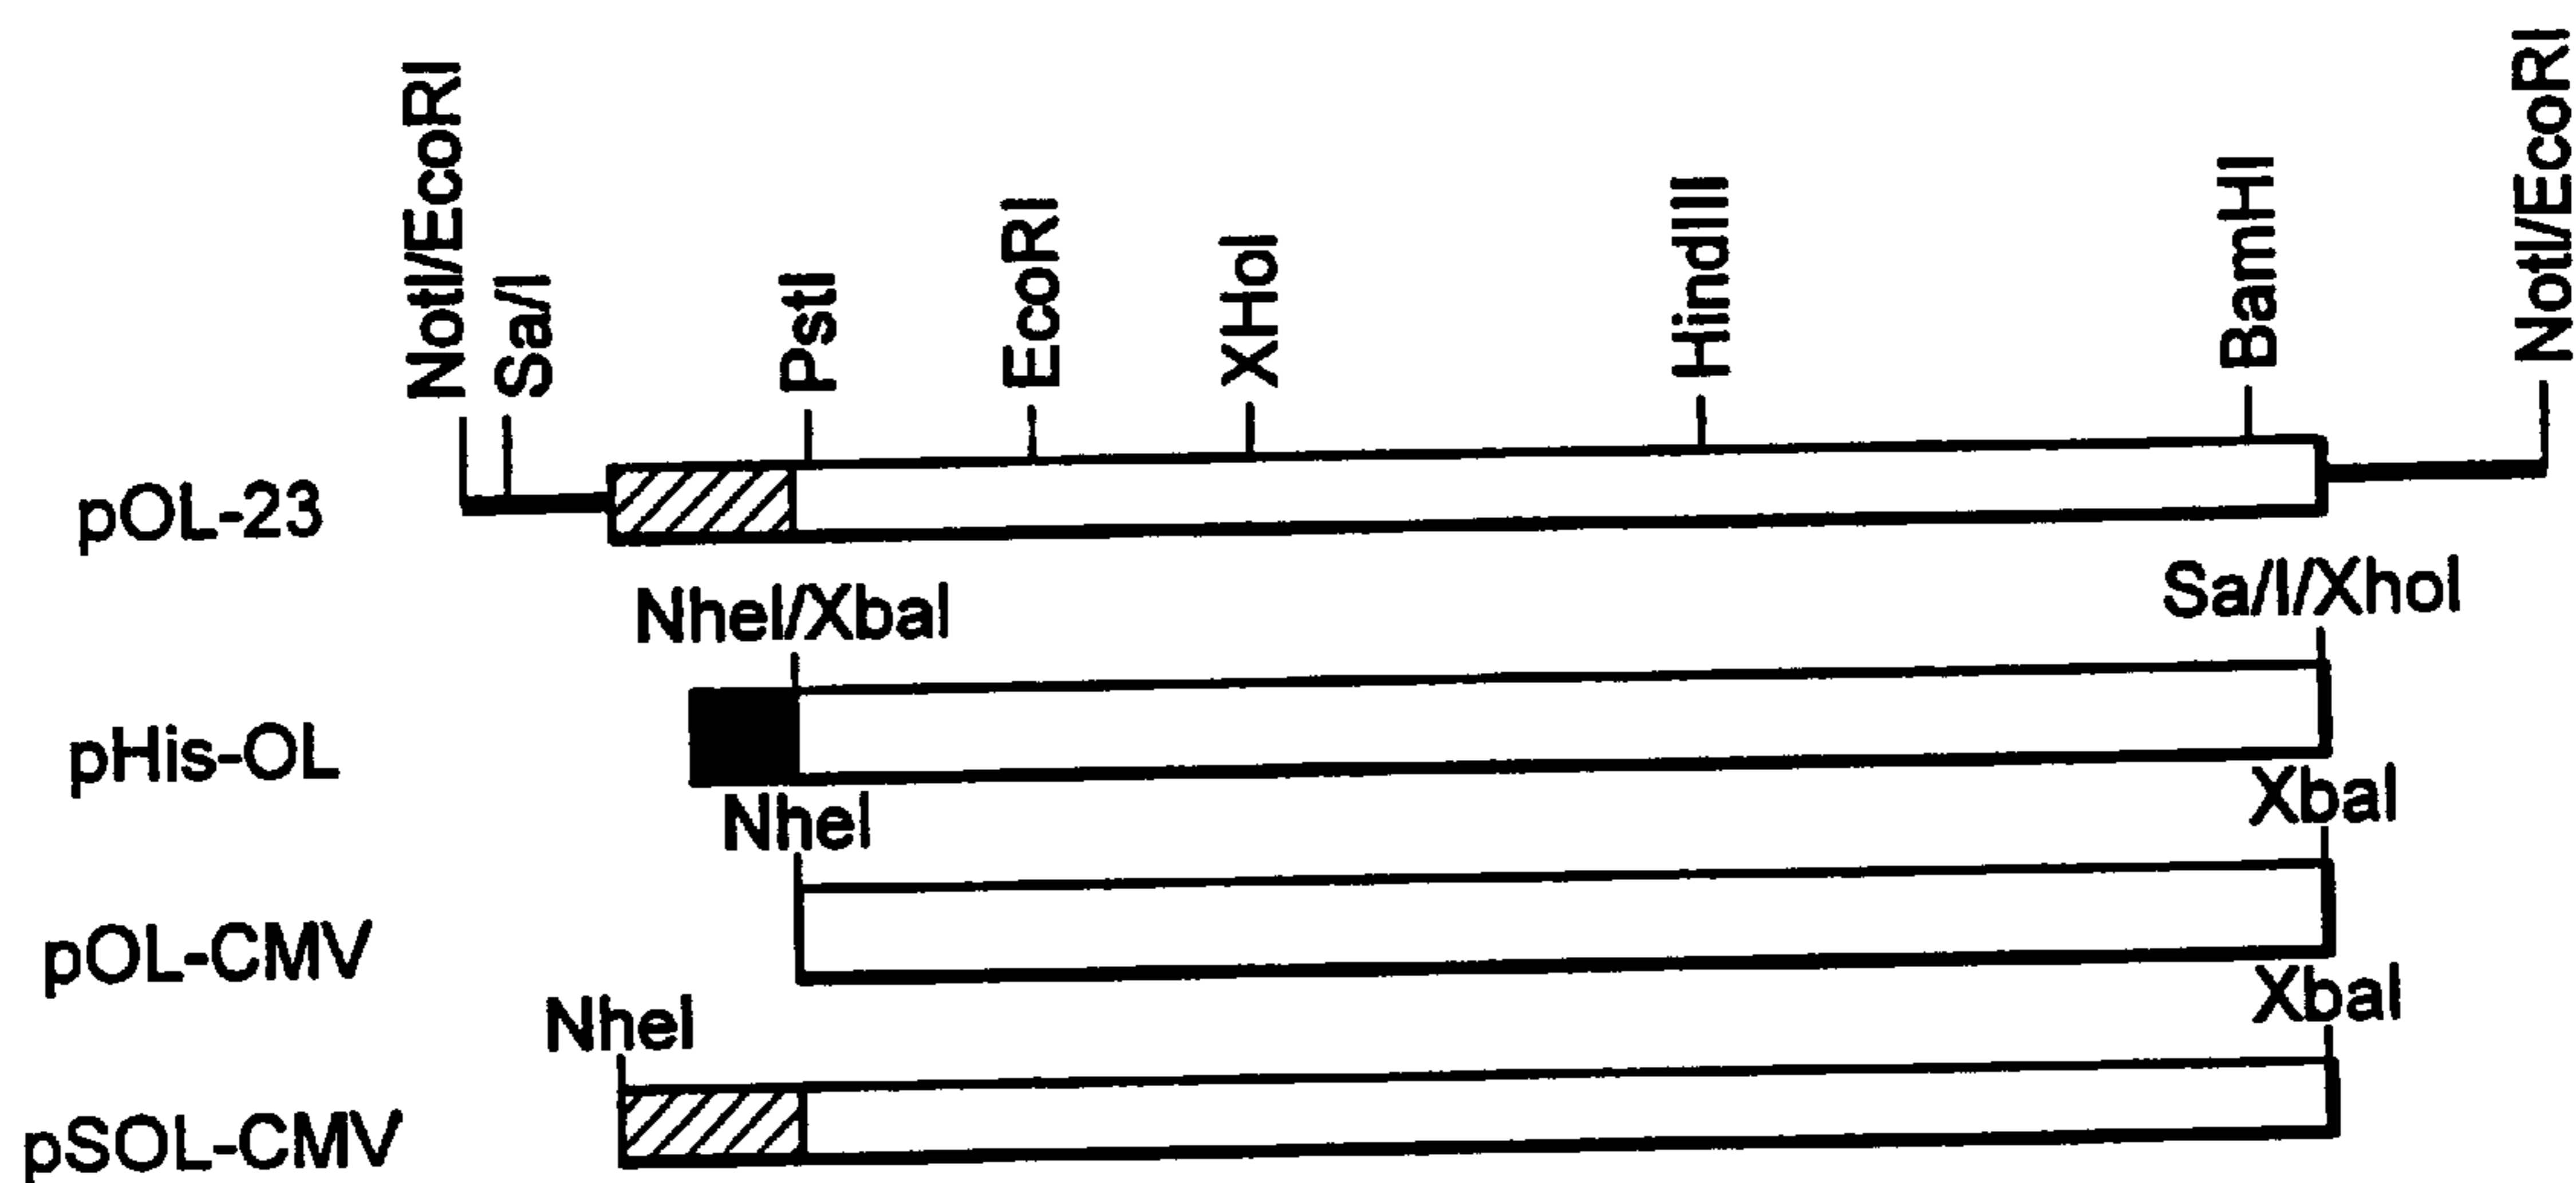 NotI/EcoRI
Sa/I
PstI
EcoRI
XHoI
HindIII
BamHI
NotI/EcoRI
pOL-23
NheI/XbaI
Sa/I/XhoI
pHis-OL
NheI
XbaI
pOL-CMV
NheI
XbaI
pSOL-CMV